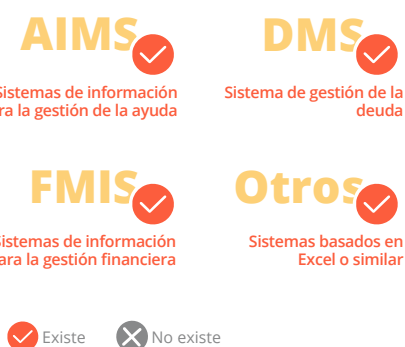 AIMS
Sistemas de información
ra la gestión de la ayuda
DMS
Sistema de gestión de la
deuda
FMIS
Sistemas de información
ara la gestión financiera
Otros
Sistemas basados en
Excel o similar
Existe
No existe